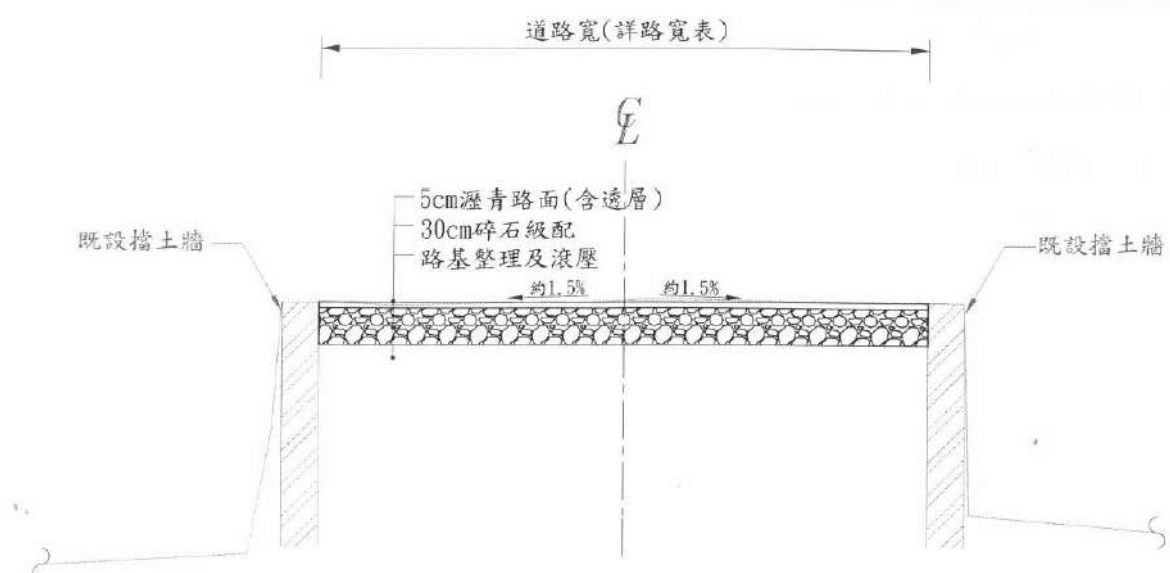 道路寬(詳路寬表)
℄
5cm瀝青路面(含透層)
30cm碎石級配
路基整理及滾壓
既設擋土牆
既設擋土牆
約1.5%
約1.5%